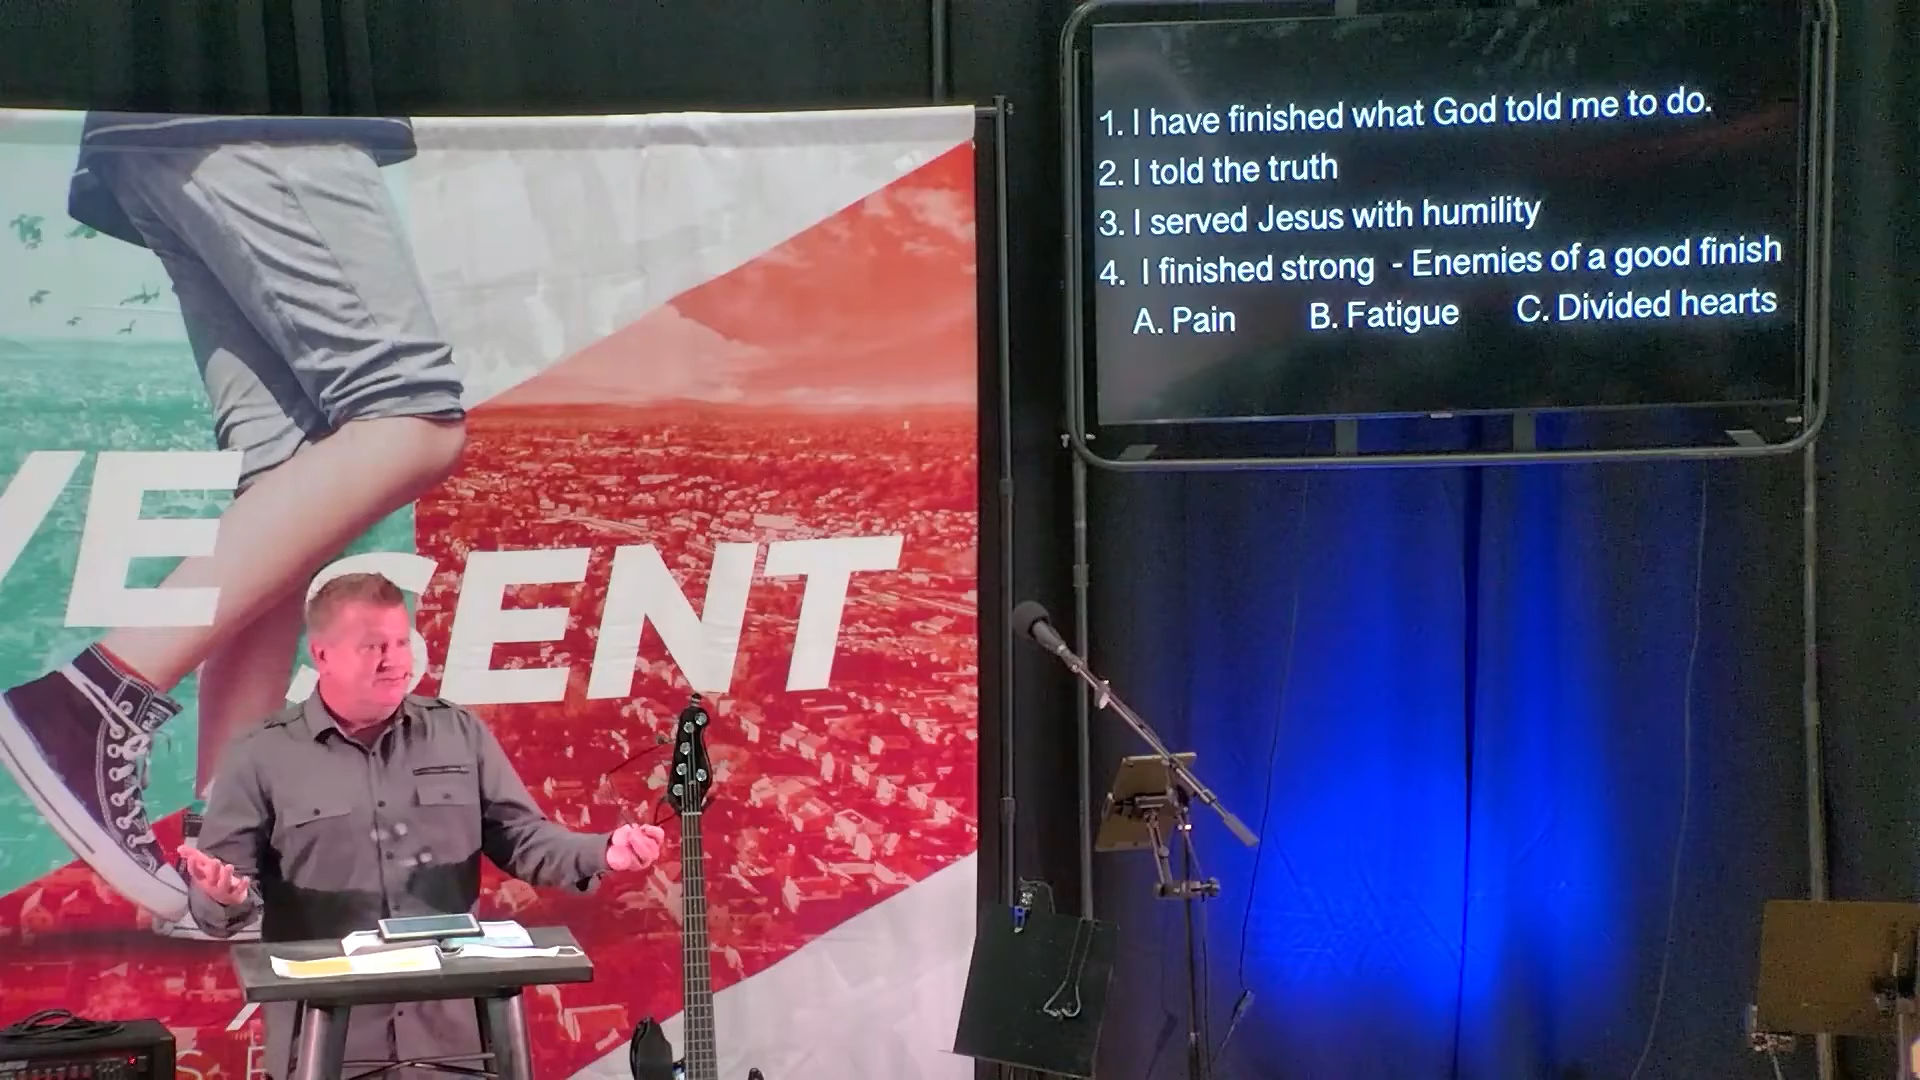 1. I have finished what God told me to do.
2. I told the truth
3. I served Jesus with humility
4. I finished strong - Enemies of a good finish
A. Pain B. Fatigue C. Divided hearts
VE
SENT